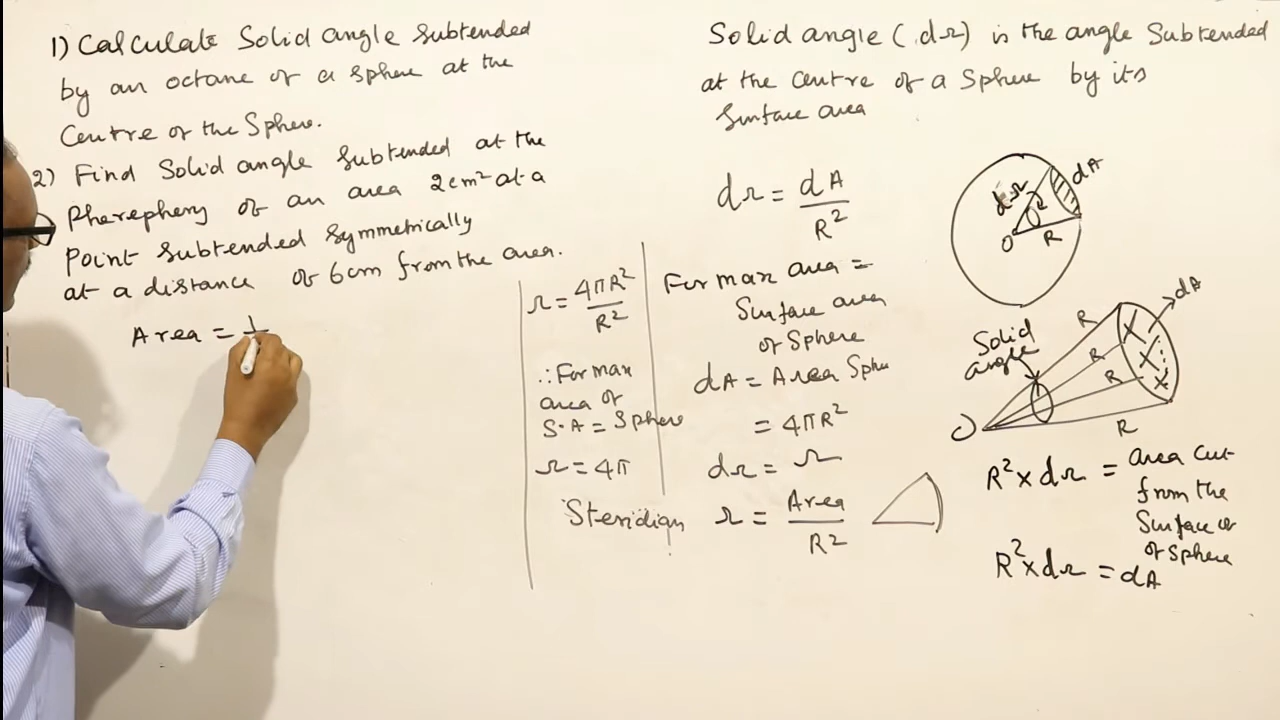 1) Calculate Solid angle Subtended
by an octane of a sphere at the
Centre of the Sphere.
2) Find Solid angle Subtended at the
Pherephery of an area 2cm² at a
Point Subtended Symmetrically
at a distance of 6cm from the area.
Area = 1
Ω = 4πR²
R²
∴ For max
area of
S.A = Sphere
Ω = 4π
Steridian
Solid angle (dΩ) is the angle Subtended
at the Centre of a Sphere by its
Surface area
dΩ = dA
R²
For max area =
Surface area
of Sphere
dA = Area Sphe
= 4πR²
dΩ = Ω
Ω = Area
R²
dΩ
dA
O
R
R
Solid
angle
dA
R
R
R
R
O
R² x dΩ = area cut
from the
Surface
of Sphere
R² x dΩ = dA